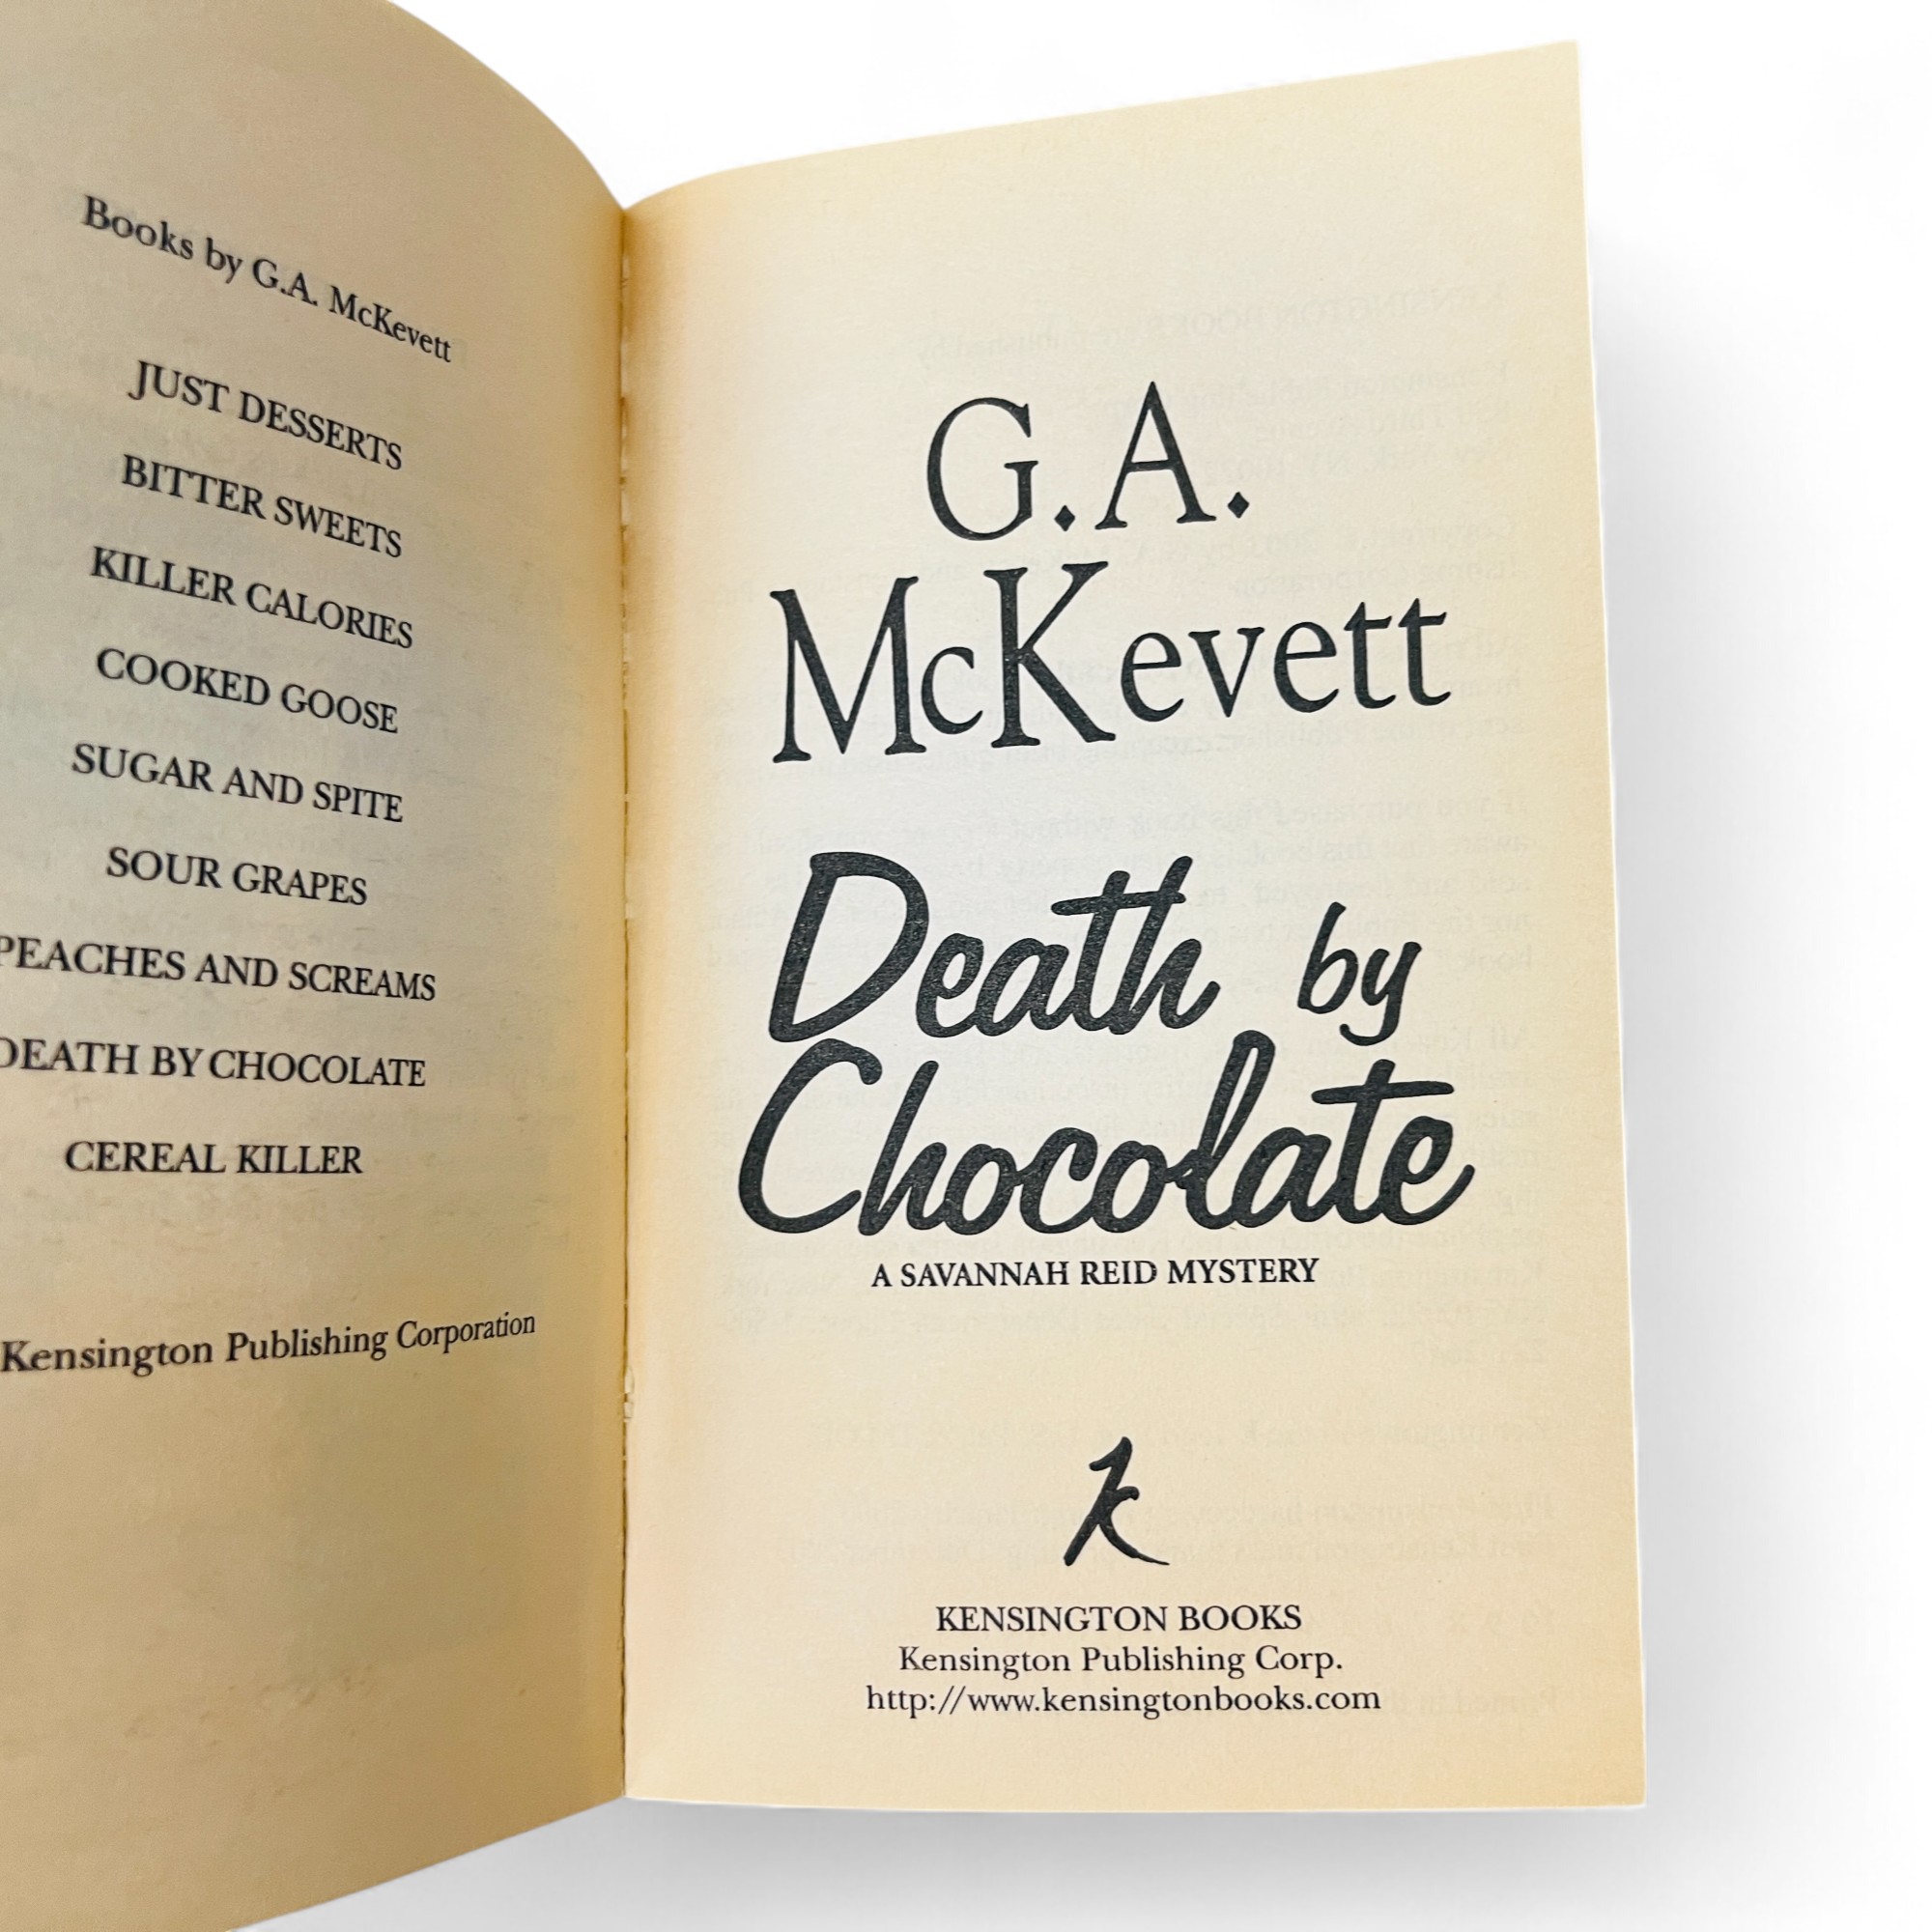 Books by G.A. McKevett
JUST DESSERTS
BITTER SWEETS
KILLER CALORIES
COOKED GOOSE
SUGAR AND SPITE
SOUR GRAPES
PEACHES AND SCREAMS
DEATH BY CHOCOLATE
CEREAL KILLER
Kensington Publishing Corporation
G.A.
McKevett
Death by
Chocolate
A SAVANNAH REID MYSTERY
K
KENSINGTON BOOKS
Kensington Publishing Corp.
http://www.kensingtonbooks.com